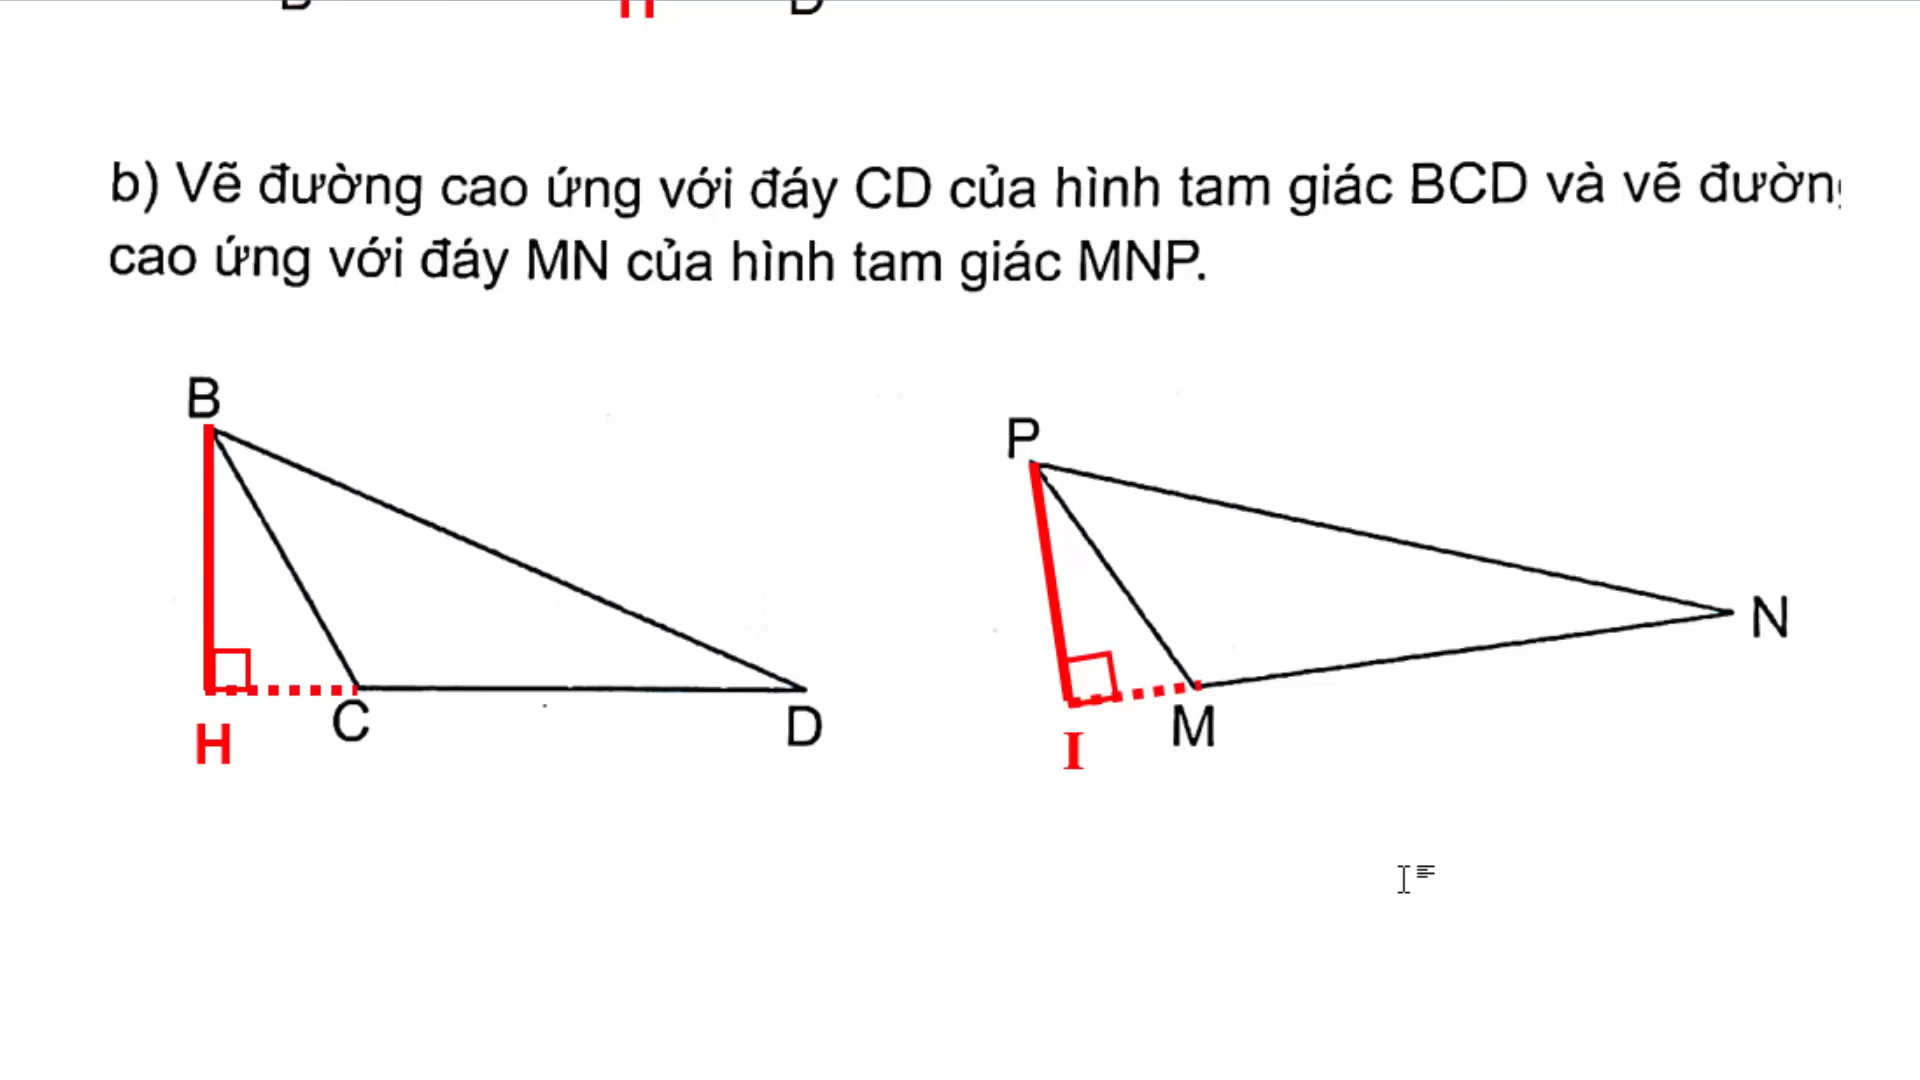 H
b) Vẽ đường cao ứng với đáy CD của hình tam giác BCD và vẽ
cao ứng với đáy MN của hình tam giác MNP.
B
P
N
H
C
D
I
M